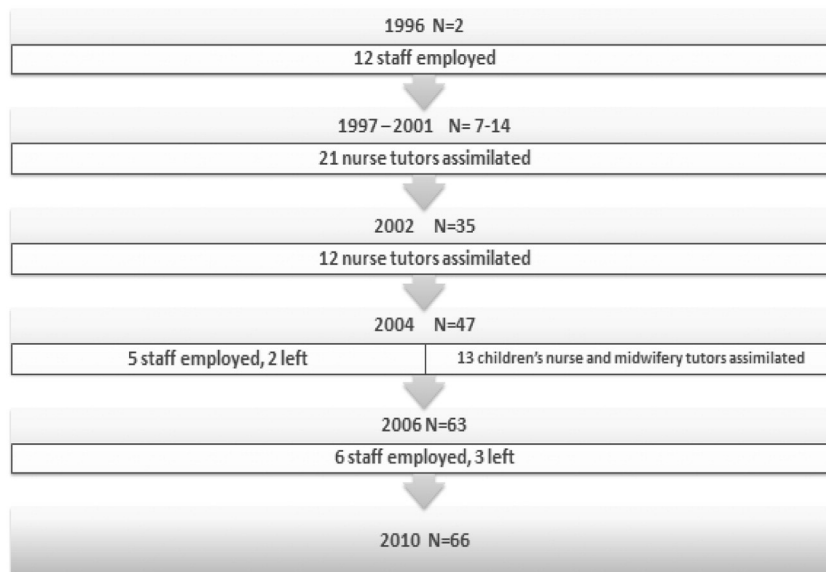 1996 N=2
12 staff employed
1997 – 2001 N= 7-14
21 nurse tutors assimilated
2002 N=35
12 nurse tutors assimilated
2004 N=47
5 staff employed, 2 left
13 children's nurse and midwifery tutors assimilated
2006 N=63
6 staff employed, 3 left
2010 N=66